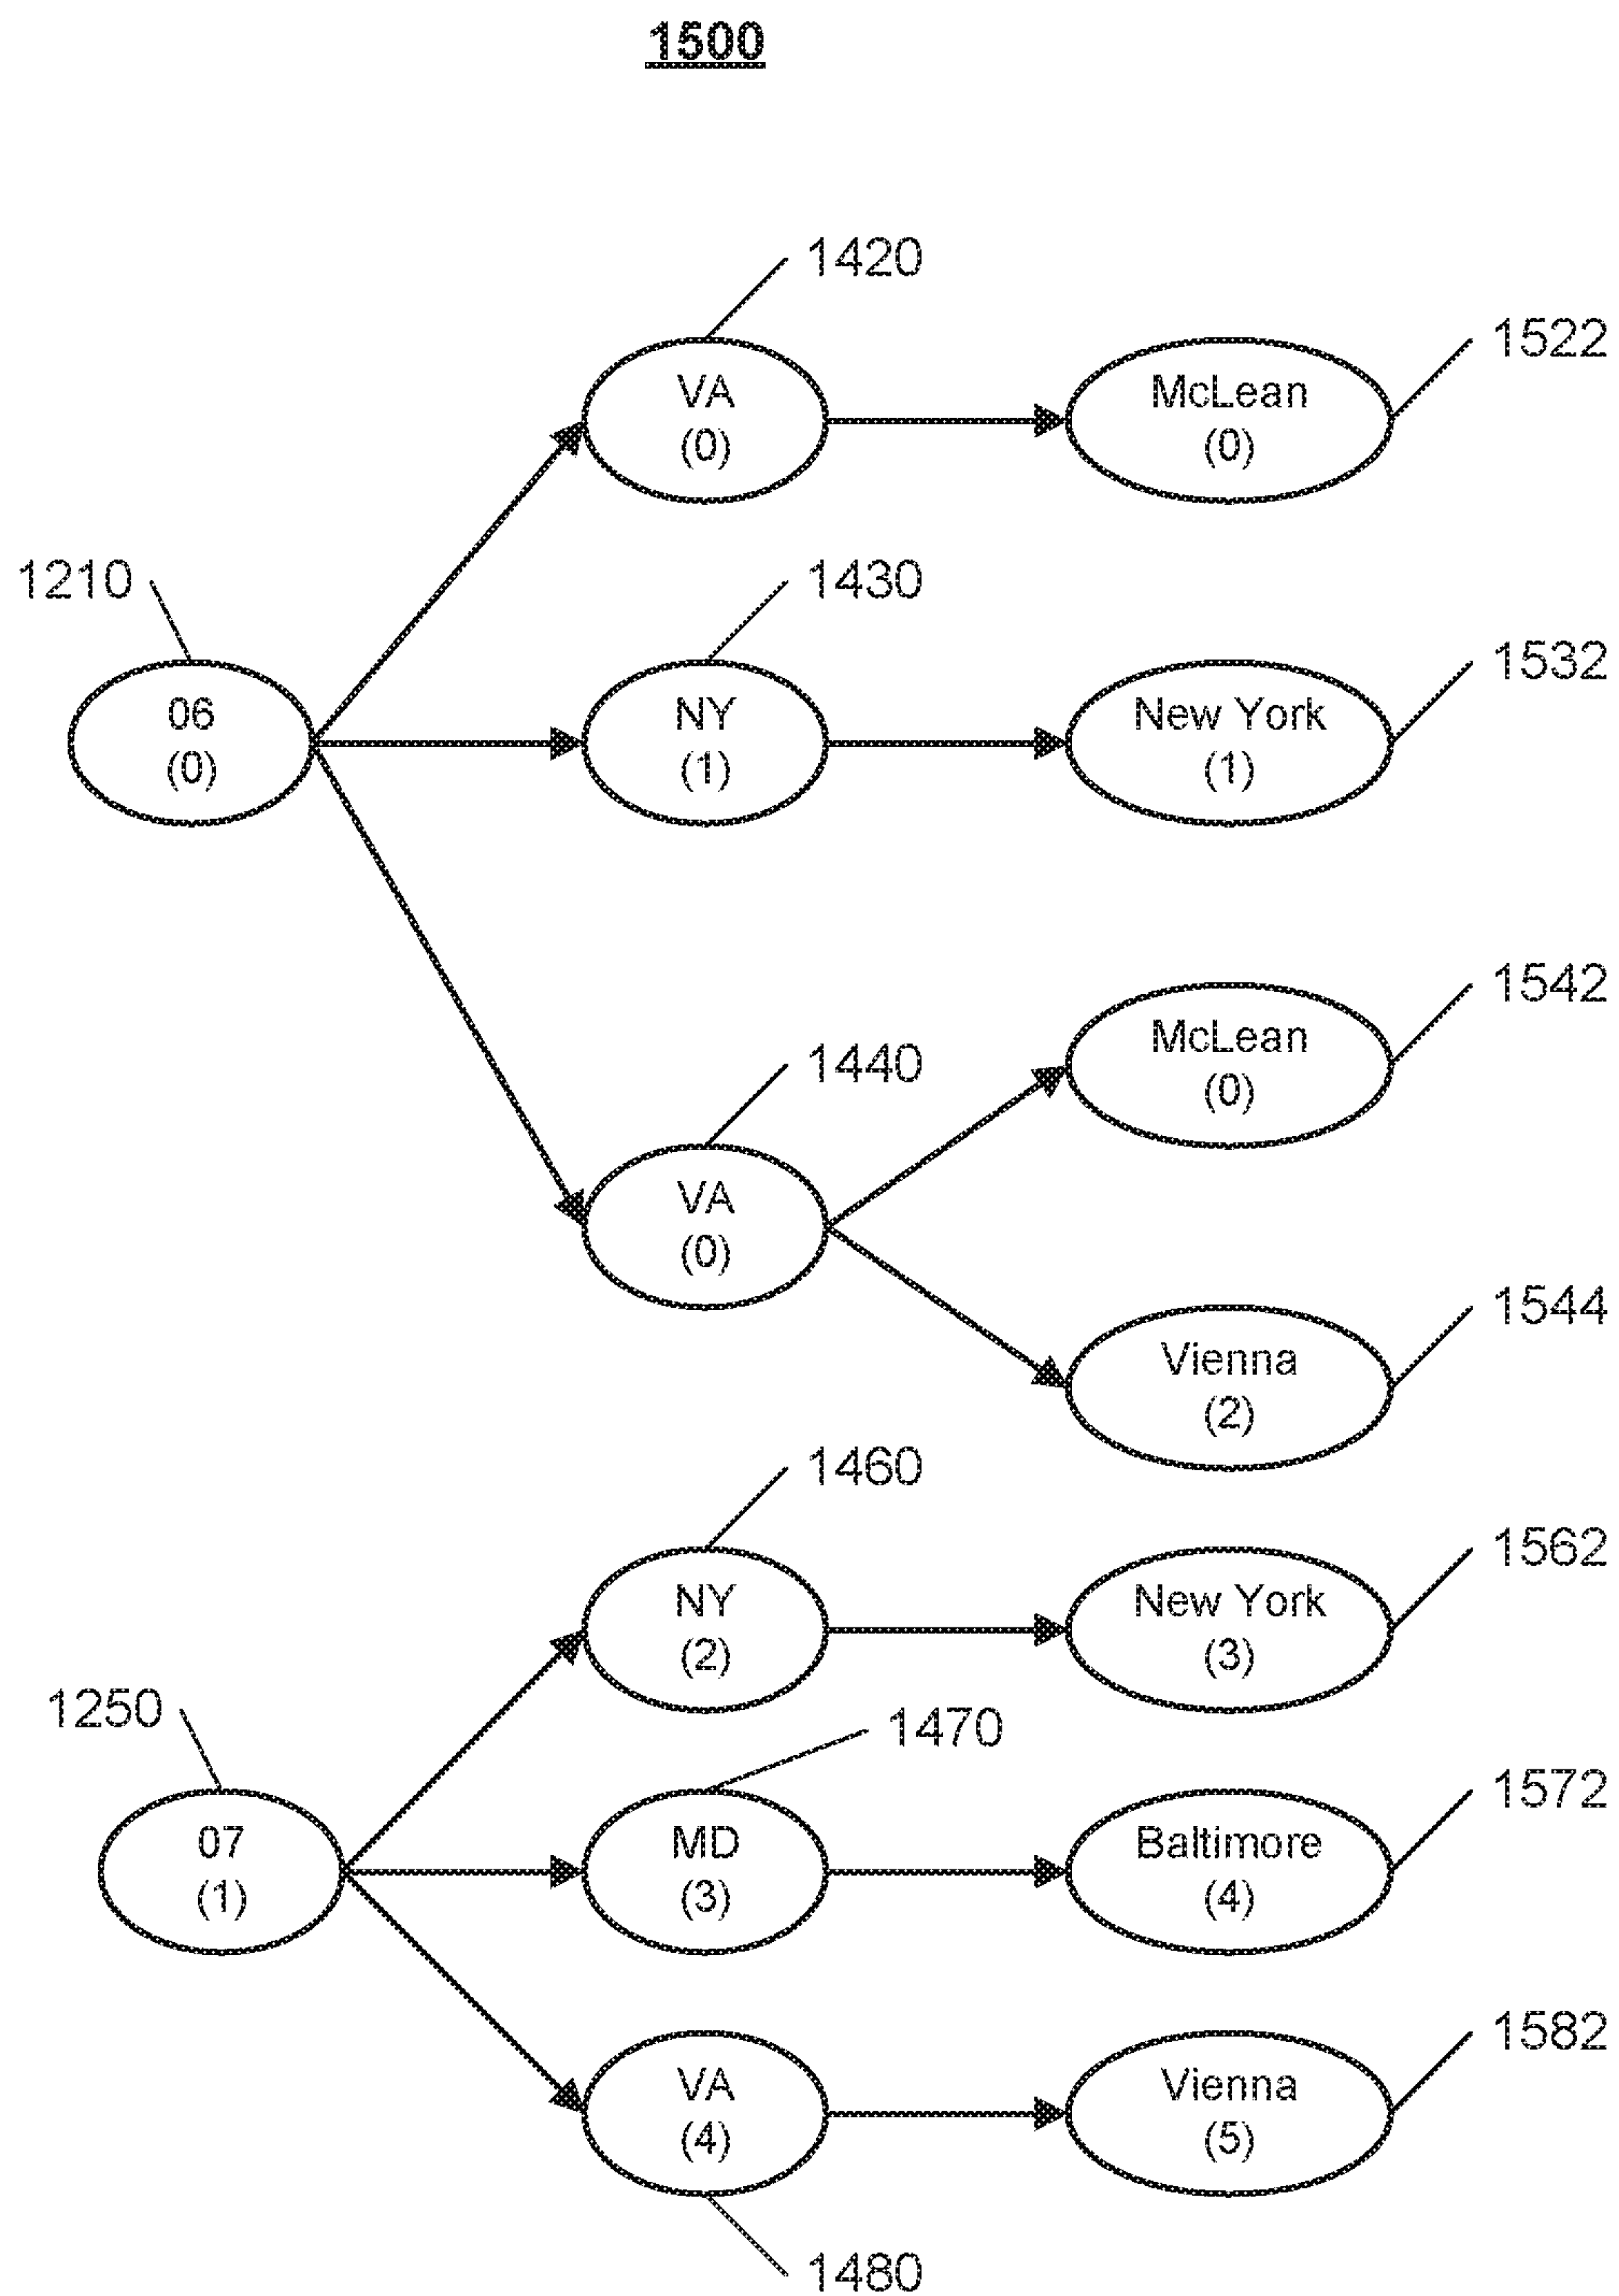 1500
1420
VA
(0)
1522
McLean
(0)
1210
06
(0)
1430
NY
(1)
1532
New York
(1)
1542
McLean
(0)
1440
VA
(0)
1544
Vienna
(2)
1460
NY
(2)
1562
New York
(3)
1250
07
(1)
1470
MD
(3)
1572
Baltimore
(4)
1582
VA
(4)
Vienna
(5)
1480